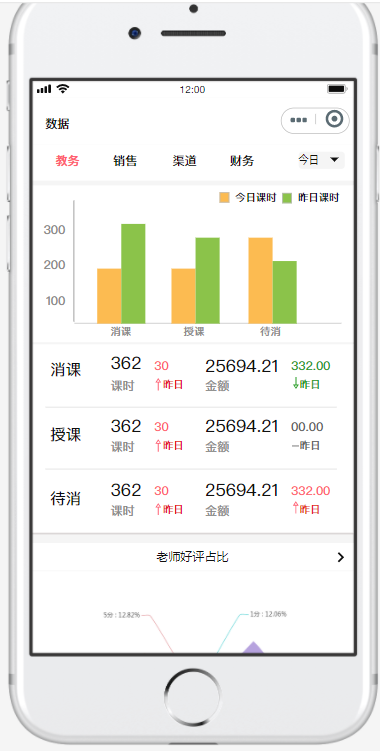 12:00
数据
教务 销售 渠道 财务 今日
今日课时 昨日课时
300
200
100
消课 授课 待消
消课 362 30 25694.21 332.00
课时 昨日 金额 昨日
授课 362 30 25694.21 00.00
课时 昨日 金额 昨日
待消 362 30 25694.21 332.00
课时 昨日 金额 昨日
老师好评占比
5分 : 12.82% 1分 : 12.06%